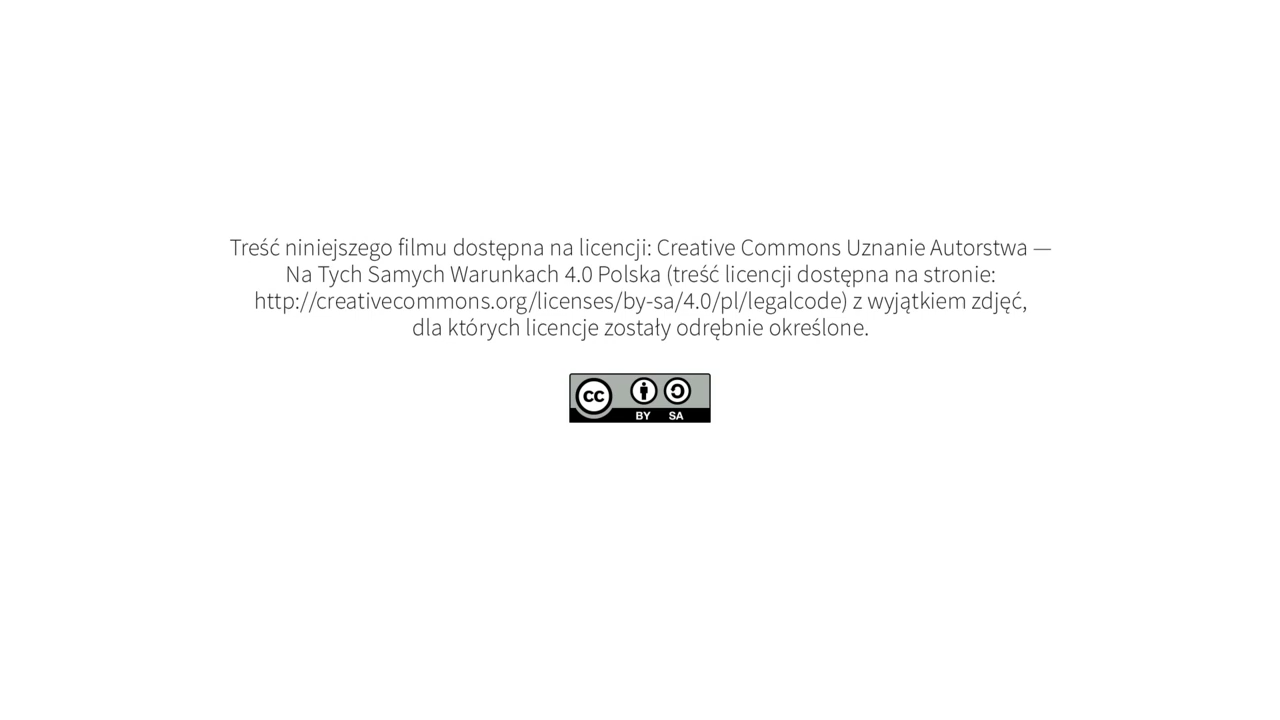 Treść niniejszego filmu dostępna na licencji: Creative Commons Uznanie Autorstwa —
Na Tych Samych Warunkach 4.0 Polska (treść licencji dostępna na stronie:
http://creativecommons.org/licenses/by-sa/4.0/pl/legalcode) z wyjątkiem zdjęć,
dla których licencje zostały odrębnie określone.
cc
BY SA